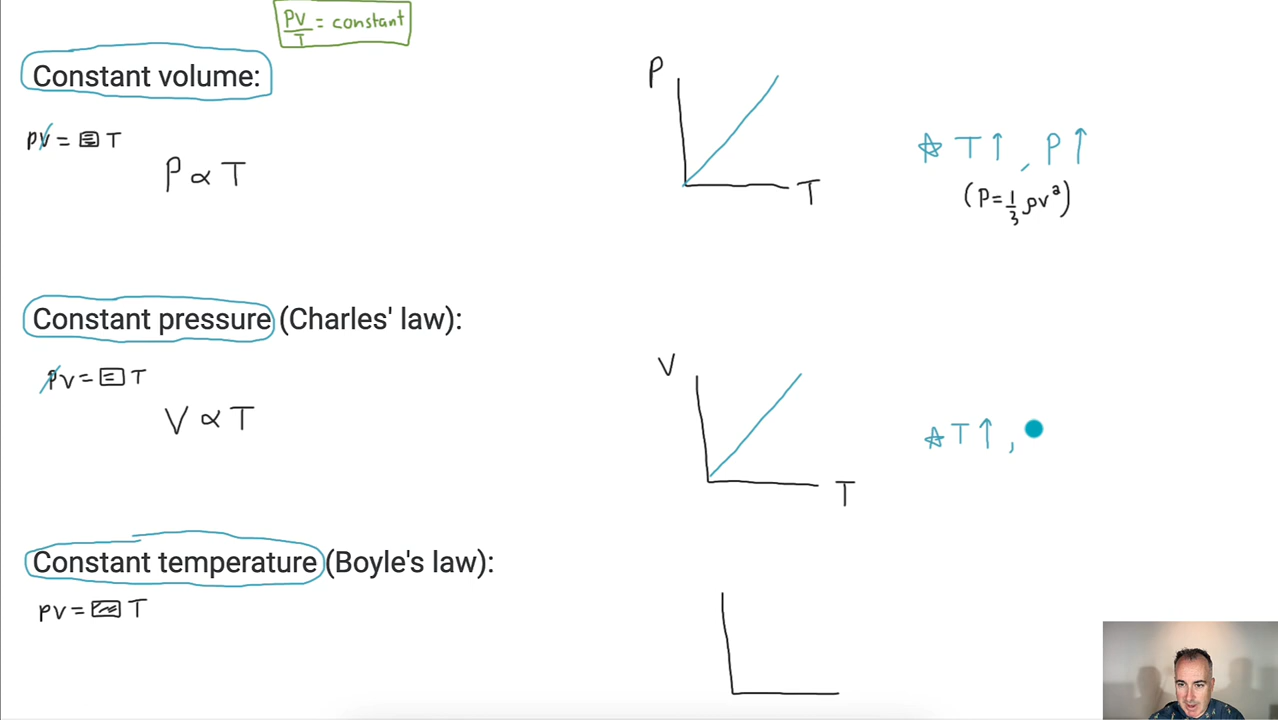 PV/T = constant
Constant volume:
PV = T
P ∝ T
P
T
☆ T↑, P↑
(P = 1/3 ρv²)
Constant pressure (Charles' law):
PV = T
V ∝ T
V
T
☆ T↑,
Constant temperature (Boyle's law):
PV = T